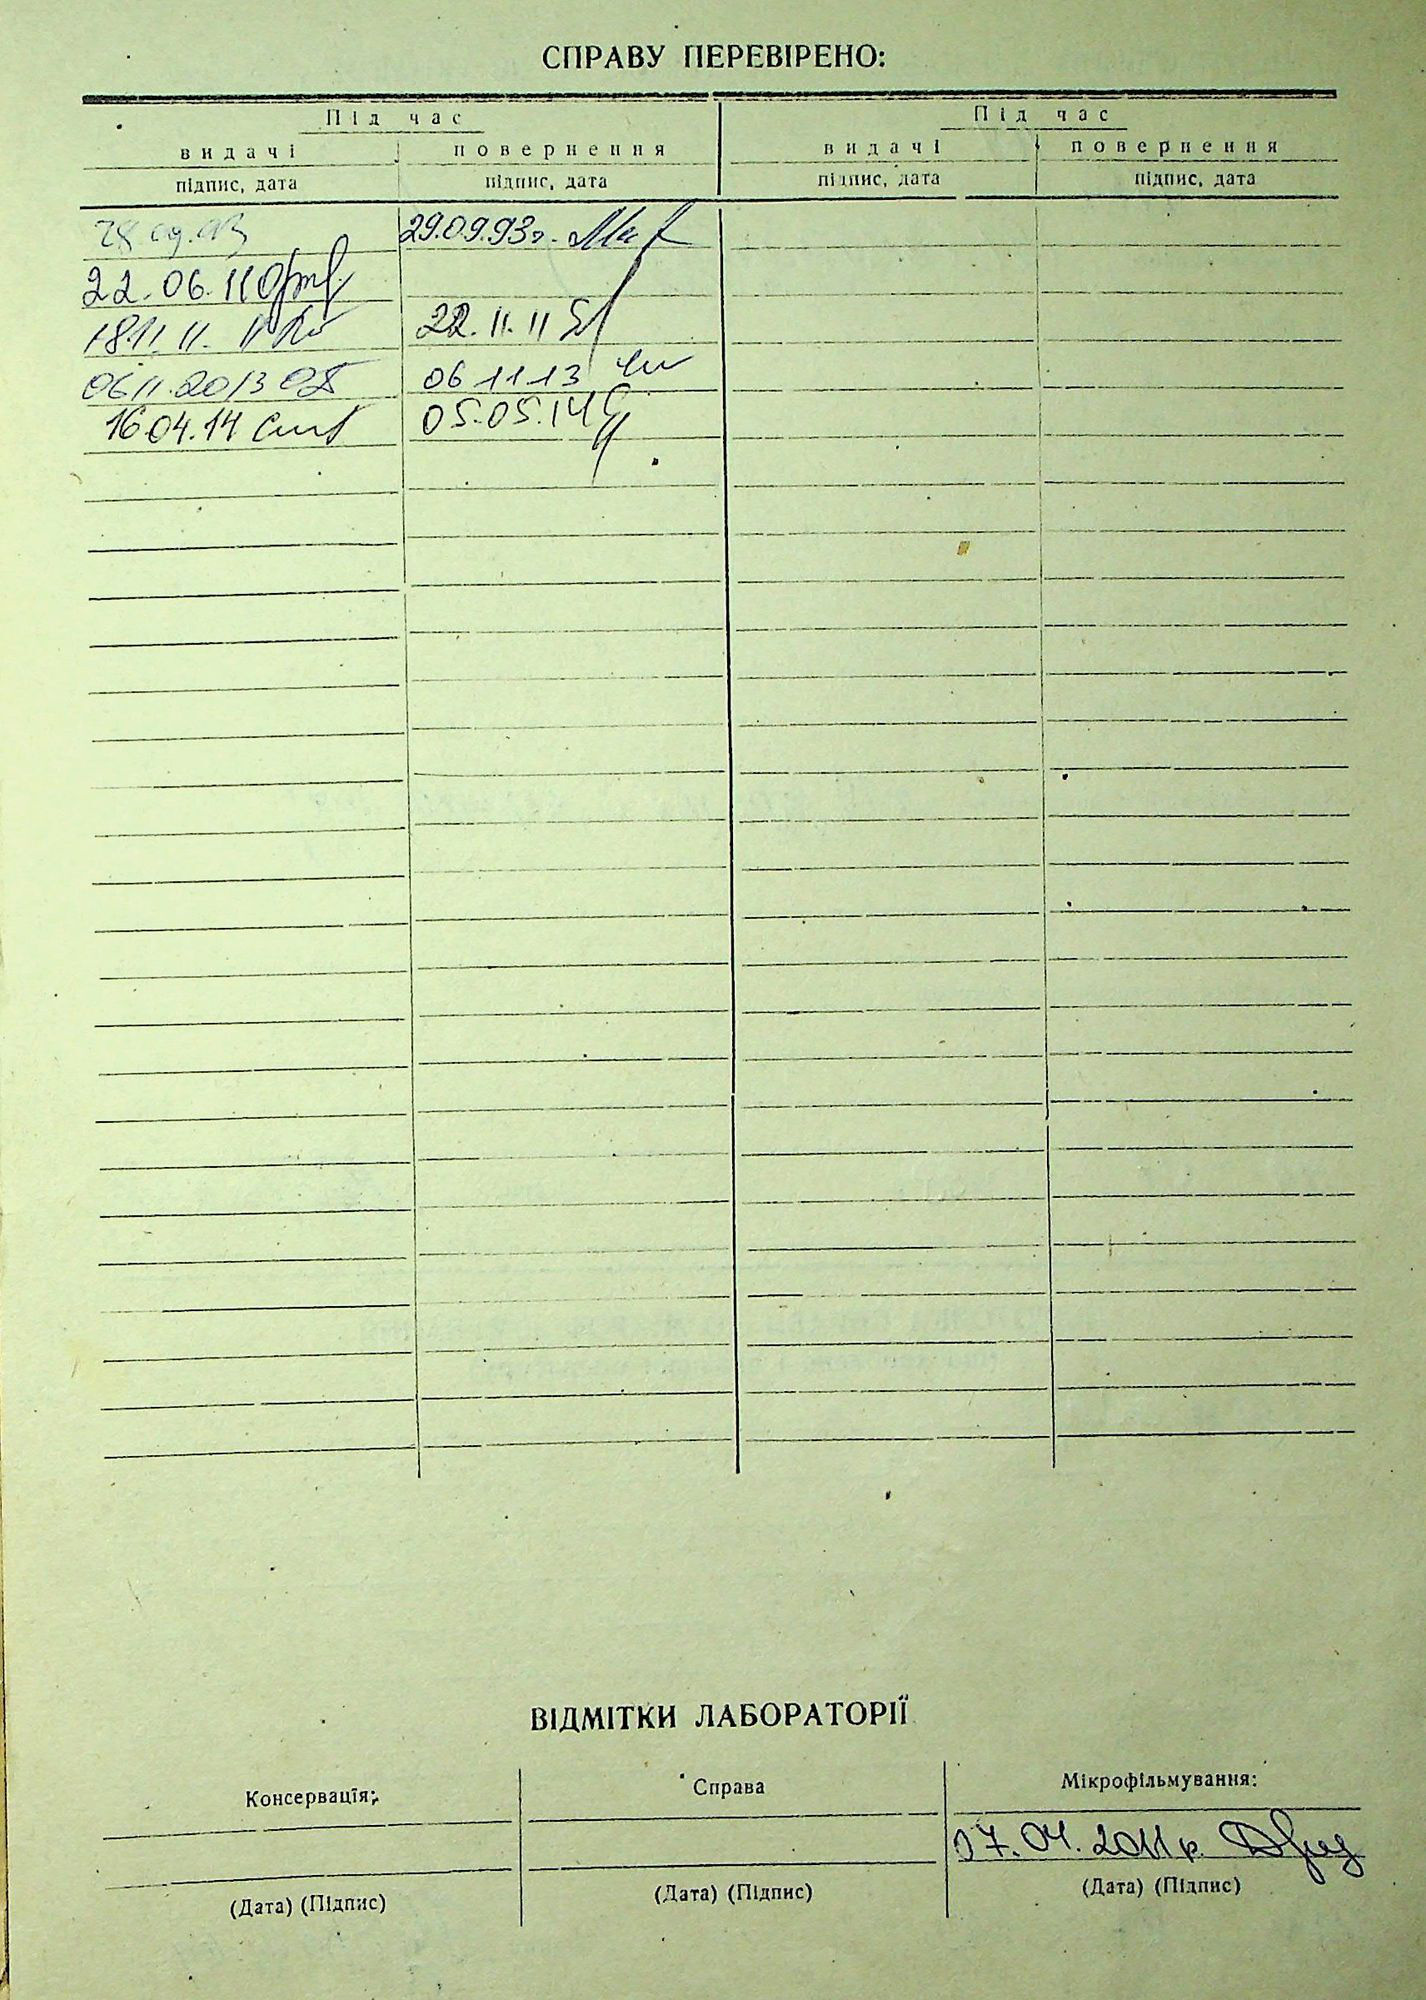 СПРАВУ ПЕРЕВІРЕНО:
Під час Під час
видачі повернення видачі повернення
підпис, дата підпис, дата підпис, дата підпис, дата
29.09.93г.
22.06.11
18.11.11. 22.11.11
06.11.2013 06 11 13
16.04.14 05.05.14
ВІДМІТКИ ЛАБОРАТОРІЇ
Консервація: Справа Мікрофільмування:
07.04.2011 р.
(Дата) (Підпис) (Дата) (Підпис) (Дата) (Підпис)